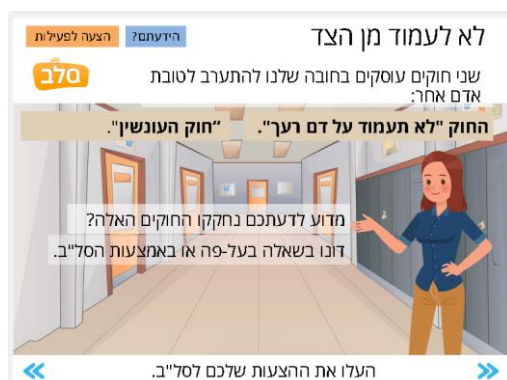 לא לעמוד מן הצד
הידעתם?
הצעה לפעילות
סלב
שני חוקים עוסקים בחובה שלנו להתערב לטובת
אדם אחר:
החוק "לא תעמוד על דם רעך". "חוק העונשין".
מדוע לדעתכם נחקקו החוקים האלה?
דונו בשאלה בעל-פה או באמצעות הסל"ב.
העלו את ההצעות שלכם לסל"ב.